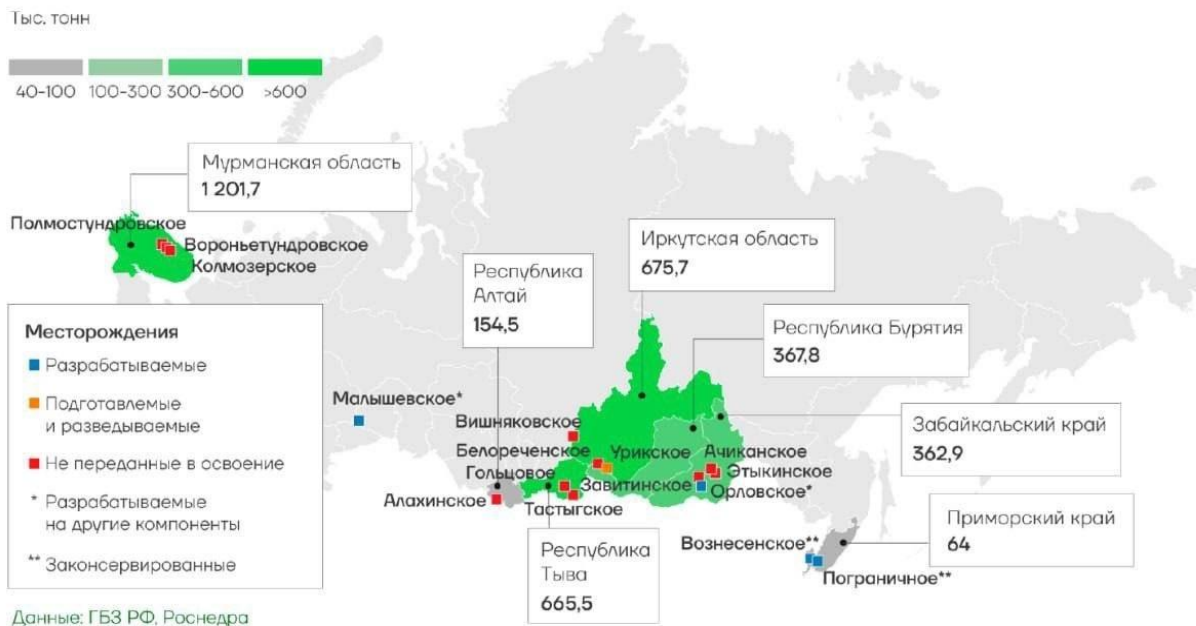 Тыс. тонн
40-100 100-300 300-600 >600
Мурманская область
1 201,7
Полмостундровское
Вороньетундровское
Колмозерское
Иркутская область
675,7
Республика
Алтай
154,5
Республика Бурятия
367,8
Месторождения
Разрабатываемые
Подготавлемые
и разведываемые
Не переданные в освоение
* Разрабатываемые
на другие компоненты
** Законсервированные
Малышевское*
Вишняковское
Белореченское
Урикское
Гольцовое
Завитинское
Тастыгское
Алахинское
Ачиканское
Этыкинское
Орловское*
Забайкальский край
362,9
Приморский край
64
Вознесенское**
Пограничное**
Республика
Тыва
665,5
Данные: ГБЗ РФ, Роснедра